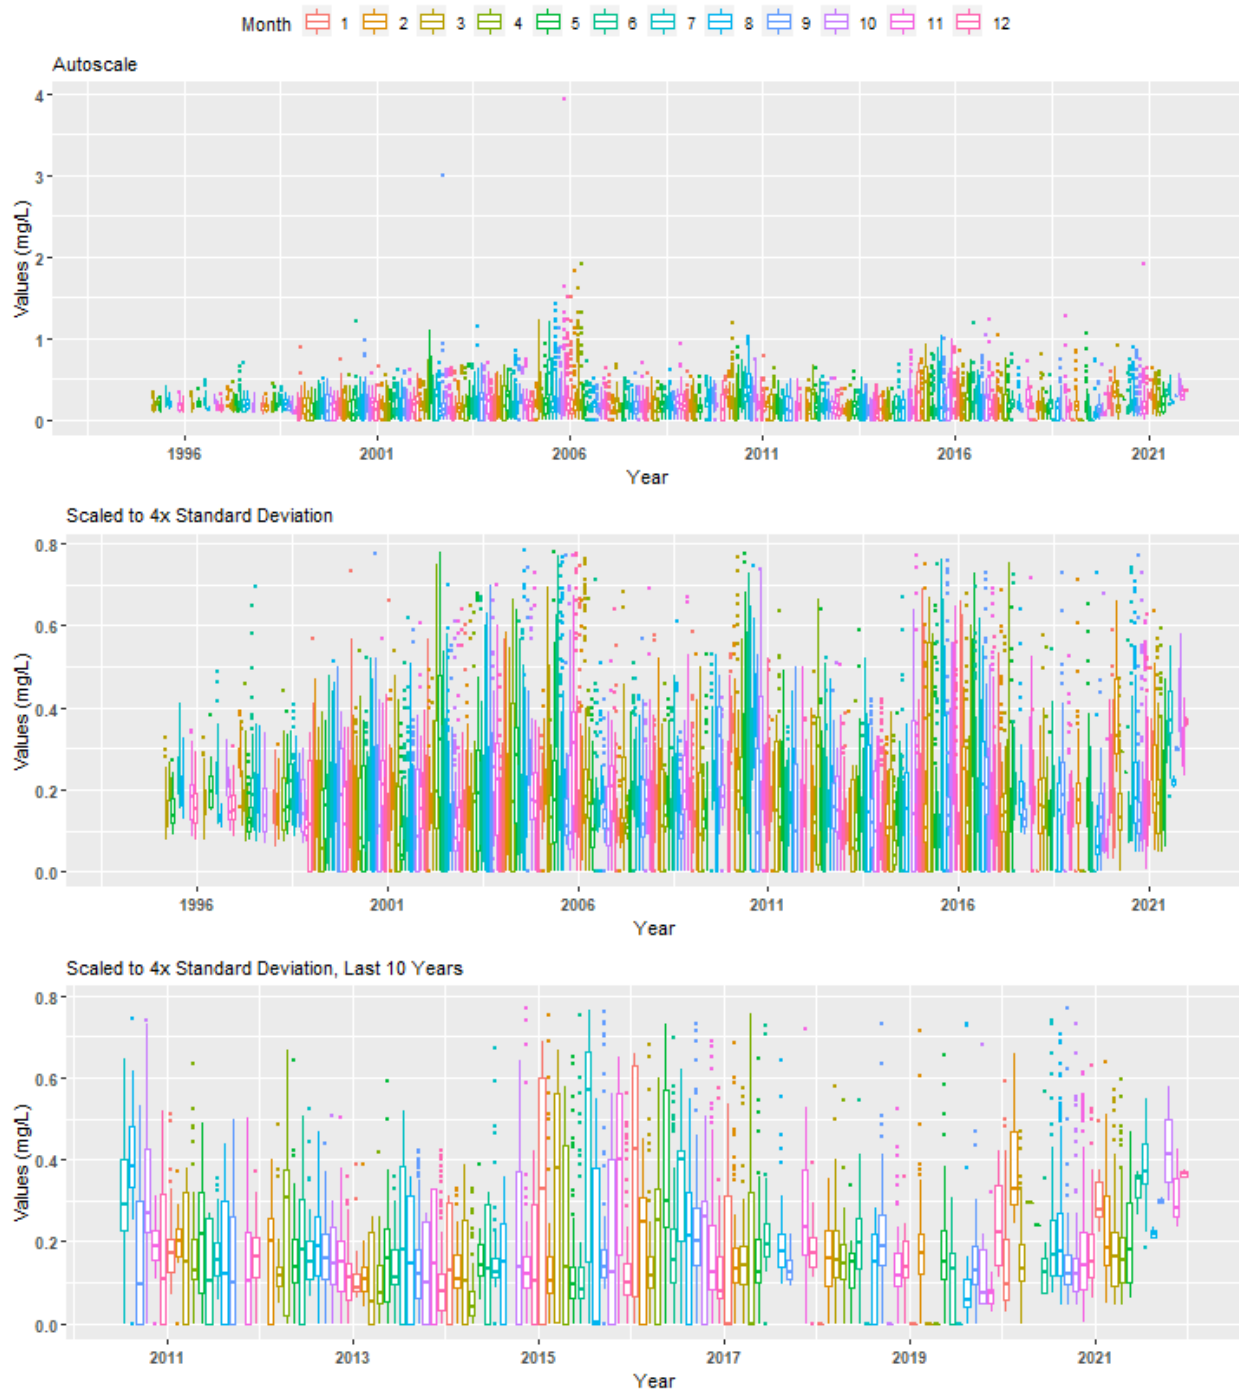 Month 1 2 3 4 5 6 7 8 9 10 11 12
Autoscale
4
3
2
1
0
Values (mg/L)
1996 2001 2006 2011 2016 2021
Year
Scaled to 4x Standard Deviation
0.8
0.6
0.4
0.2
0.0
Values (mg/L)
1996 2001 2006 2011 2016 2021
Year
Scaled to 4x Standard Deviation, Last 10 Years
0.8
0.6
0.4
0.2
0.0
Values (mg/L)
2011 2013 2015 2017 2019 2021
Year